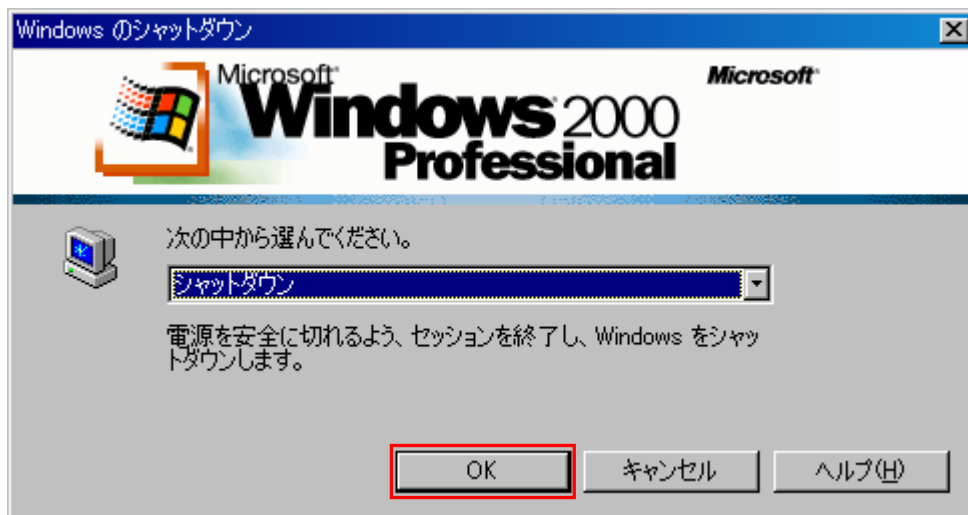 Windows のシャットダウン
Microsoft
Windows 2000
Professional
Microsoft
次の中から選んでください。
シャットダウン
電源を安全に切れるよう、セッションを終了し、Windows をシャッ
トダウンします。
OK
キャンセル
ヘルプ(H)